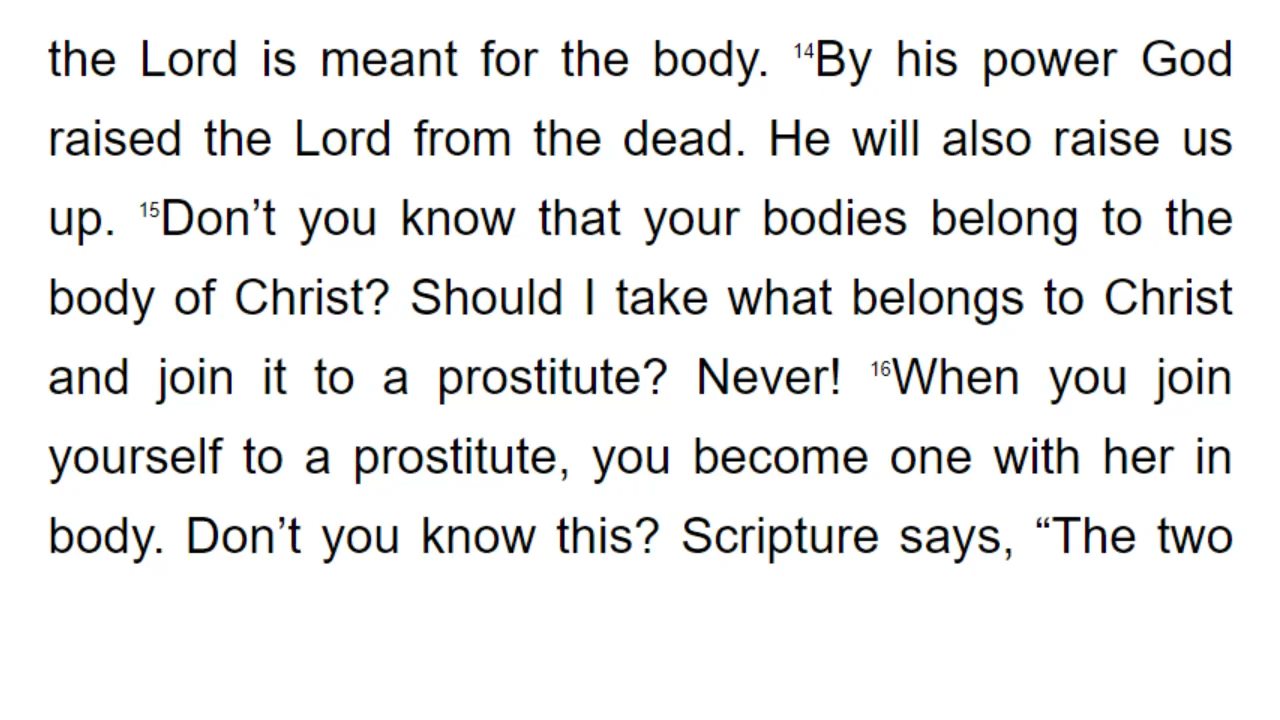 the Lord is meant for the body. 14By his power God
raised the Lord from the dead. He will also raise us
up. 15Don’t you know that your bodies belong to the
body of Christ? Should I take what belongs to Christ
and join it to a prostitute? Never! 16When you join
yourself to a prostitute, you become one with her in
body. Don’t you know this? Scripture says, “The two